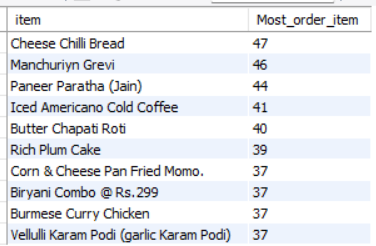 item Most_order_item
Cheese Chilli Bread 47
Manchuriyn Grevi 46
Paneer Paratha (Jain) 44
Iced Americano Cold Coffee 41
Butter Chapati Roti 40
Rich Plum Cake 39
Corn & Cheese Pan Fried Momo. 37
Biryani Combo @ Rs.299 37
Burmese Curry Chicken 37
Vellulli Karam Podi (garlic Karam Podi) 37